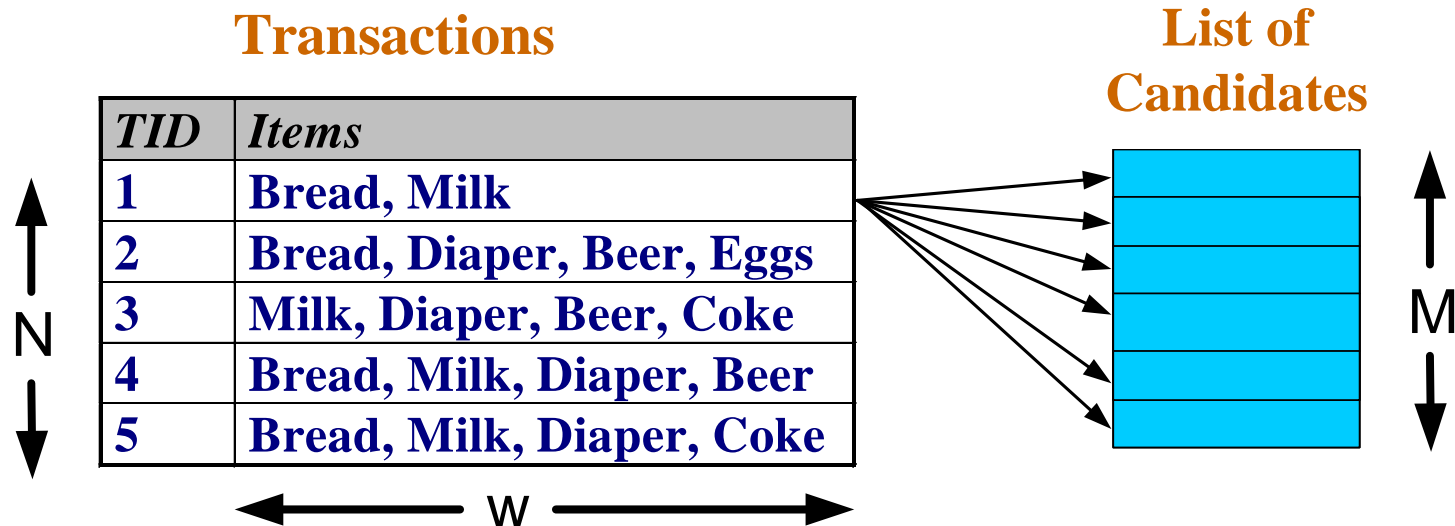 Transactions
List of
Candidates
TID Items
1 Bread, Milk
2 Bread, Diaper, Beer, Eggs
3 Milk, Diaper, Beer, Coke
4 Bread, Milk, Diaper, Beer
5 Bread, Milk, Diaper, Coke
N
M
w